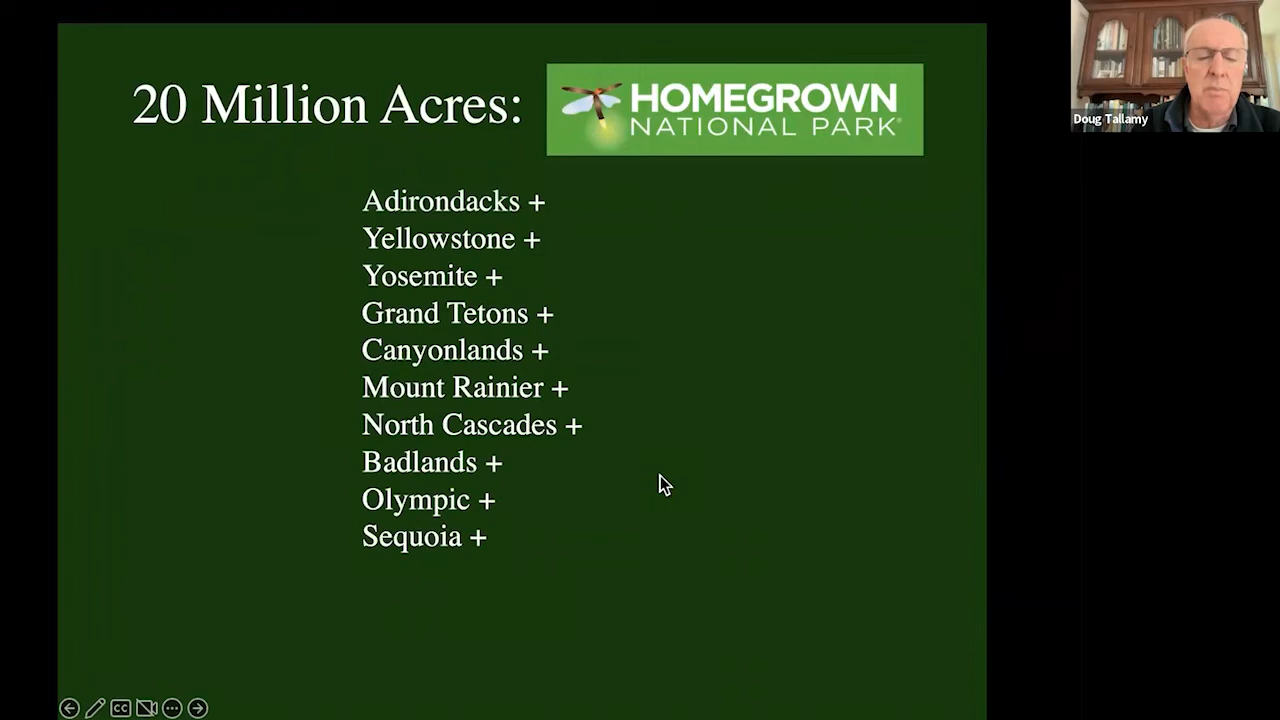 20 Million Acres:
HOMEGROWN
NATIONAL PARK®
Adirondacks +
Yellowstone +
Yosemite +
Grand Tetons +
Canyonlands +
Mount Rainier +
North Cascades +
Badlands +
Olympic +
Sequoia +
Doug Tallamy
CC